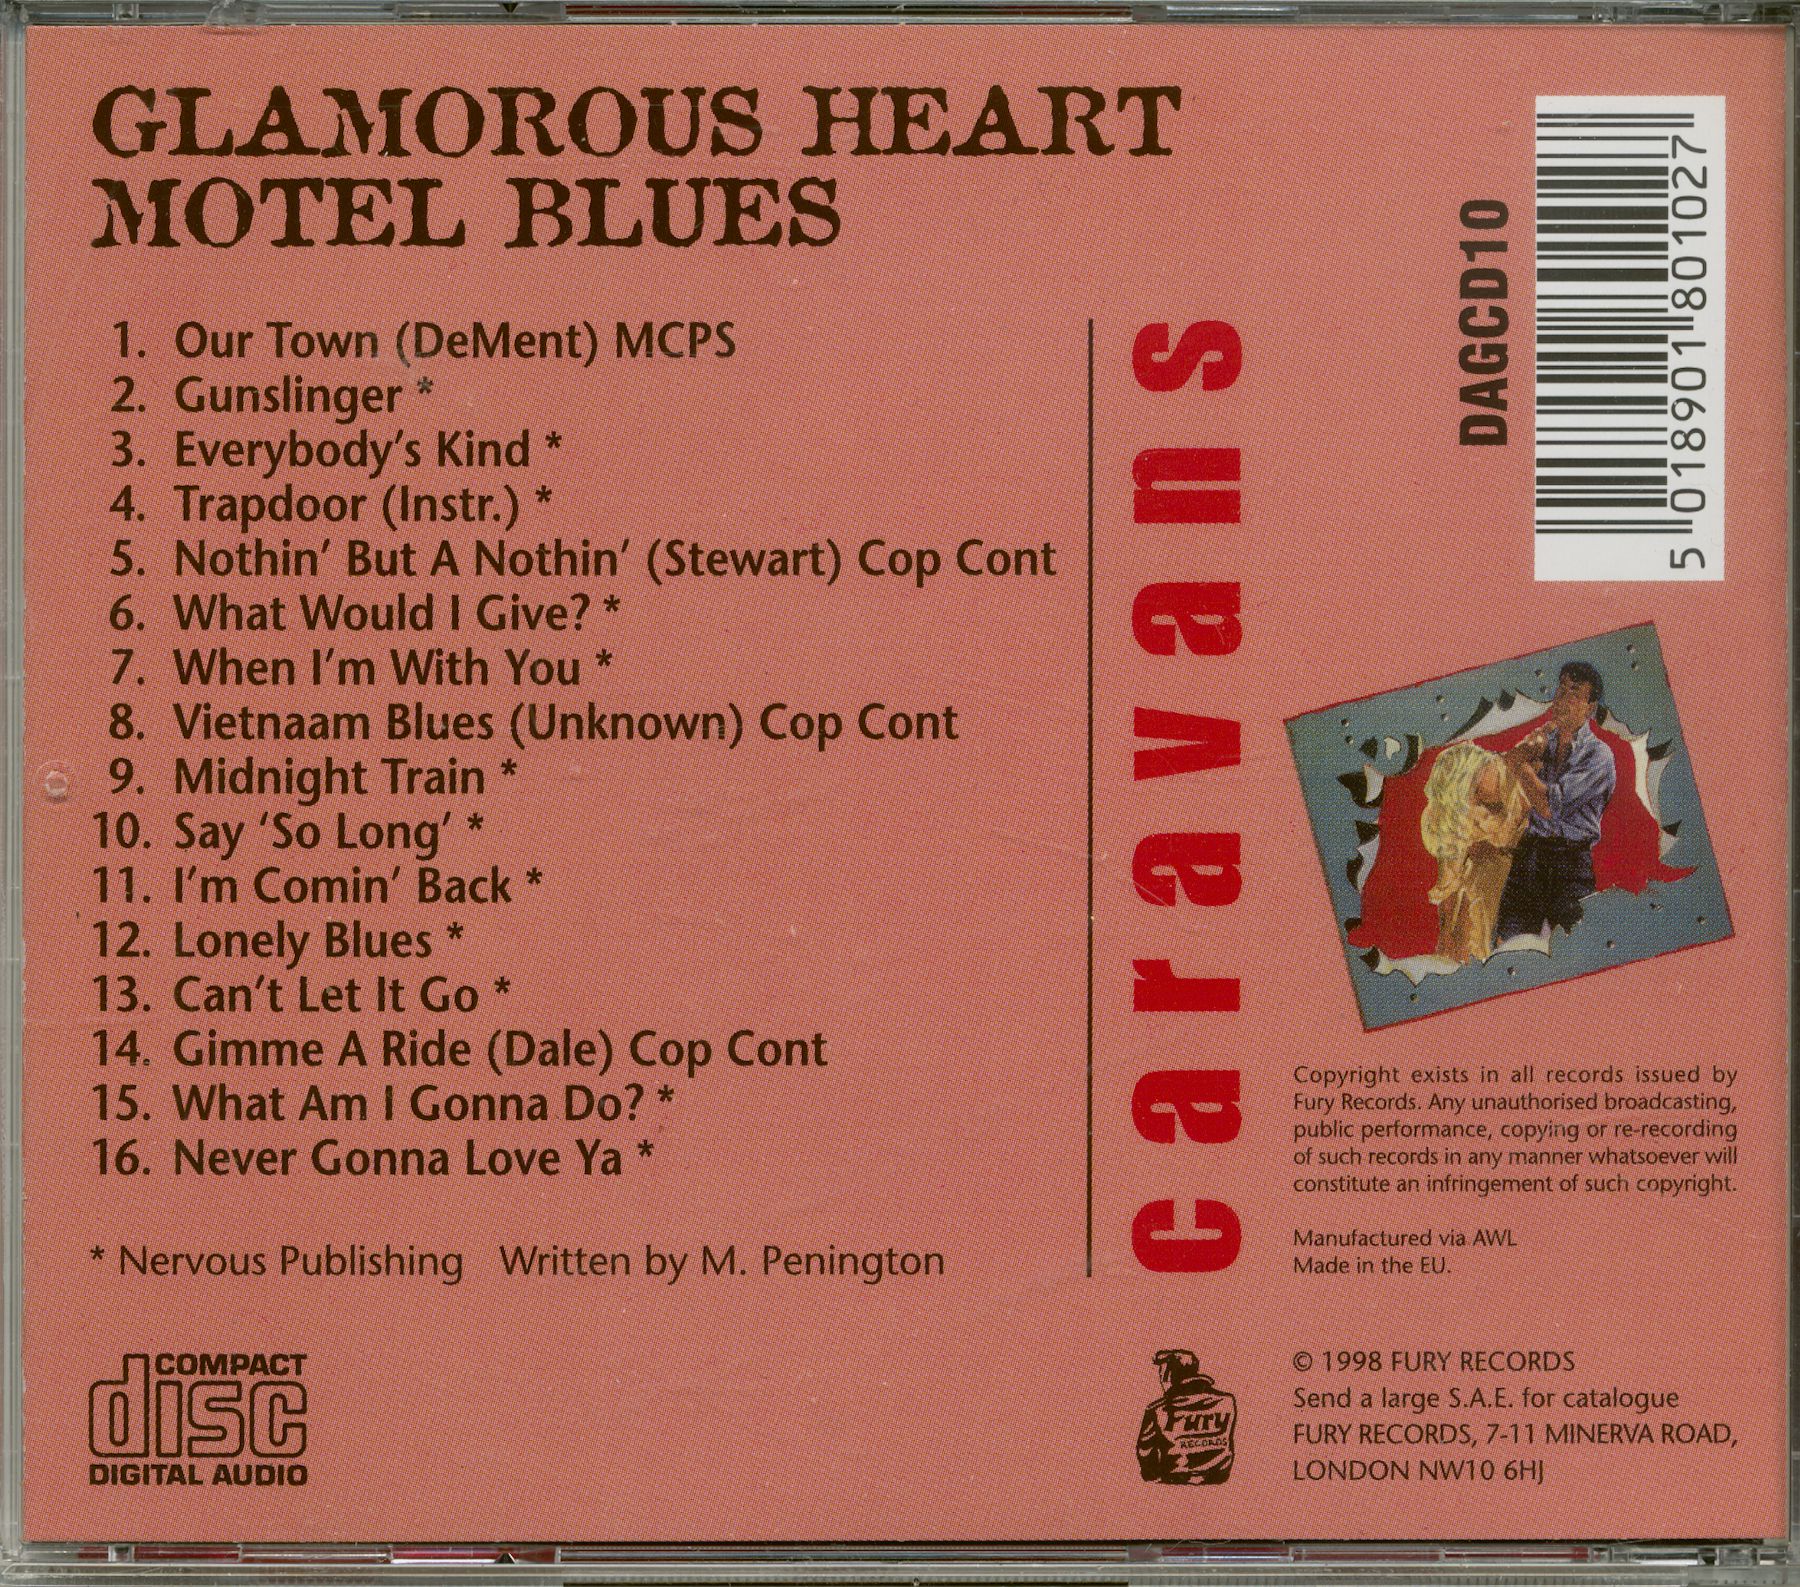 GLAMOROUS HEART
MOTEL BLUES
1. Our Town (DeMent) MCPS
2. Gunslinger *
3. Everybody's Kind *
4. Trapdoor (Instr.) *
5. Nothin' But A Nothin' (Stewart) Cop Cont
6. What Would I Give? *
7. When I'm With You *
8. Vietnaam Blues (Unknown) Cop Cont
9. Midnight Train *
10. Say 'So Long' *
11. I'm Comin' Back *
12. Lonely Blues *
13. Can't Let It Go *
14. Gimme A Ride (Dale) Cop Cont
15. What Am I Gonna Do? *
16. Never Gonna Love Ya *
* Nervous Publishing Written by M. Penington
COMPACT
disc
DIGITAL AUDIO
caravans
DAGCD10
5 018901 801027
Copyright exists in all records issued by
Fury Records. Any unauthorised broadcasting,
public performance, copying or re-recording
of such records in any manner whatsoever will
constitute an infringement of such copyright.
Manufactured via AWL
Made in the EU.
Fury
RECORDS
© 1998 FURY RECORDS
Send a large S.A.E. for catalogue
FURY RECORDS, 7-11 MINERVA ROAD,
LONDON NW10 6HJ